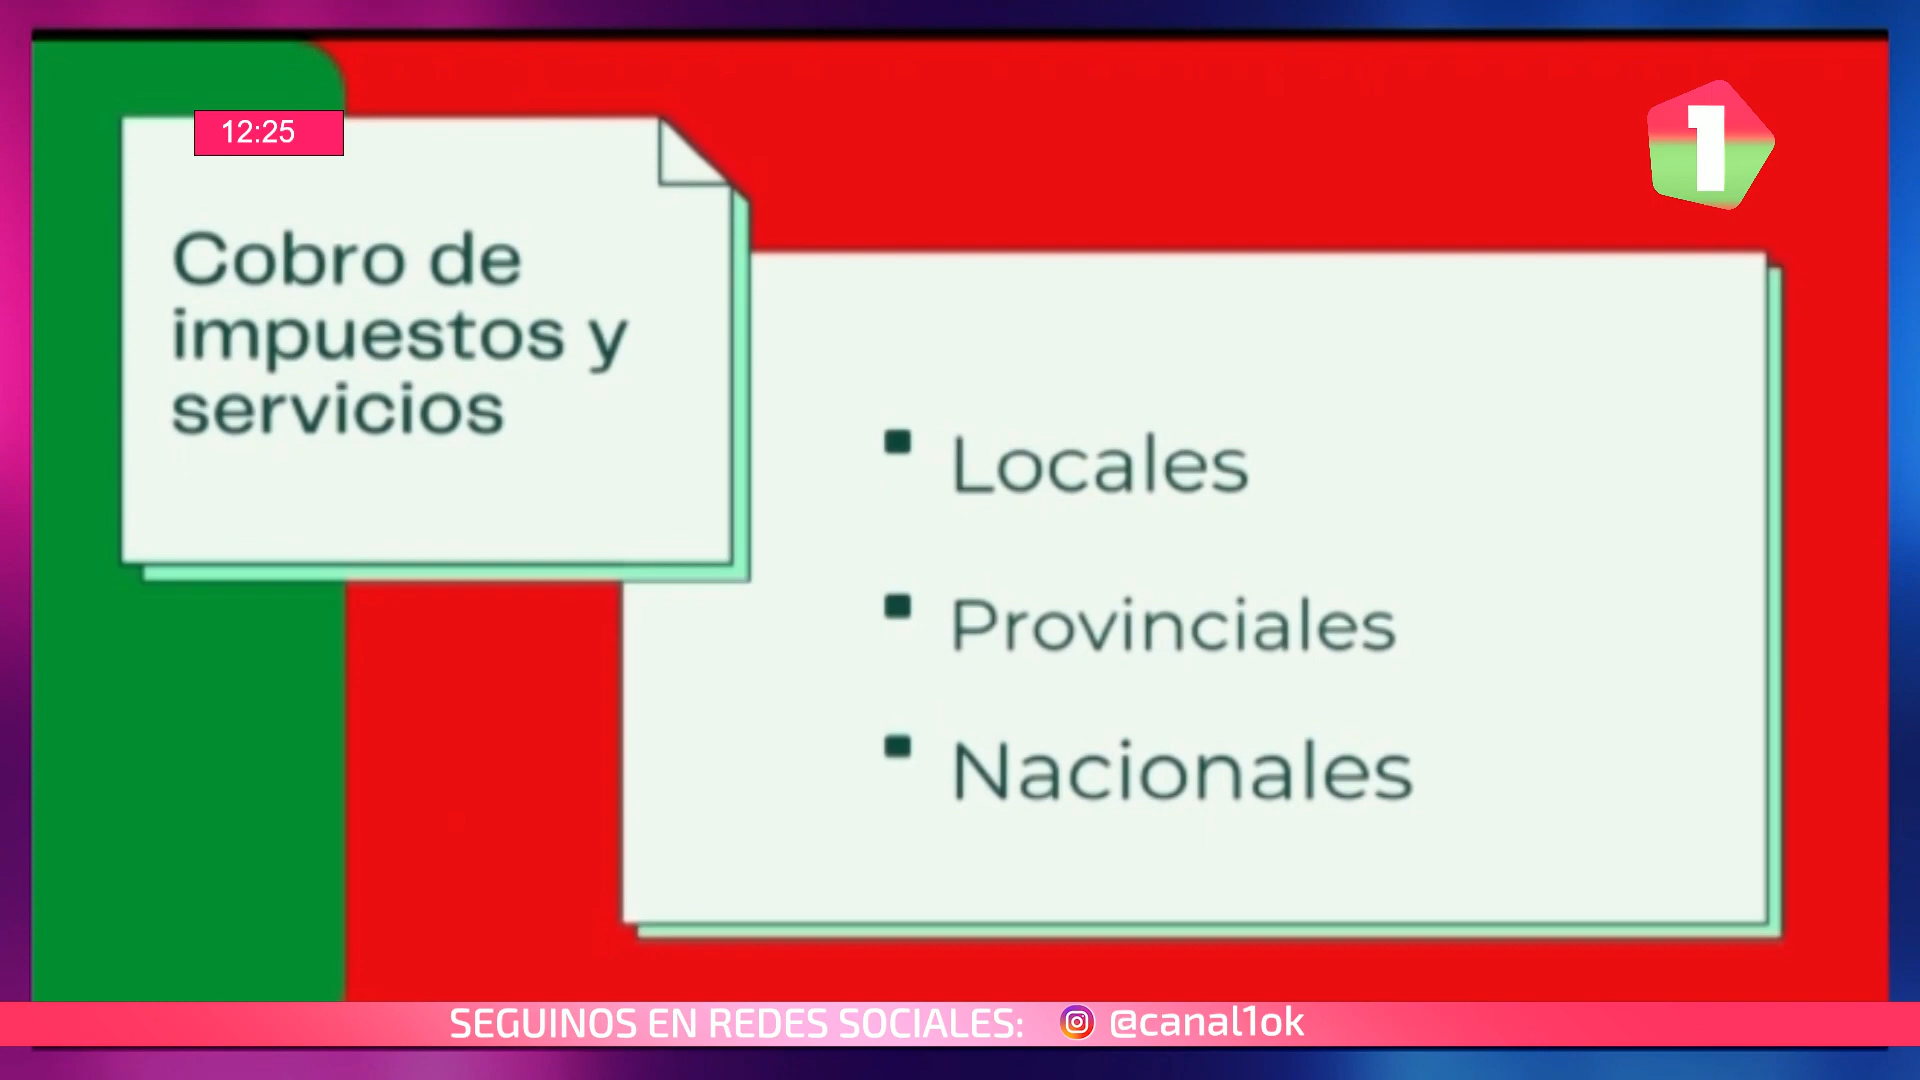 12:25
1
Cobro de
impuestos y
servicios
Locales
Provinciales
Nacionales
SEGUINOS EN REDES SOCIALES: @canal1ok